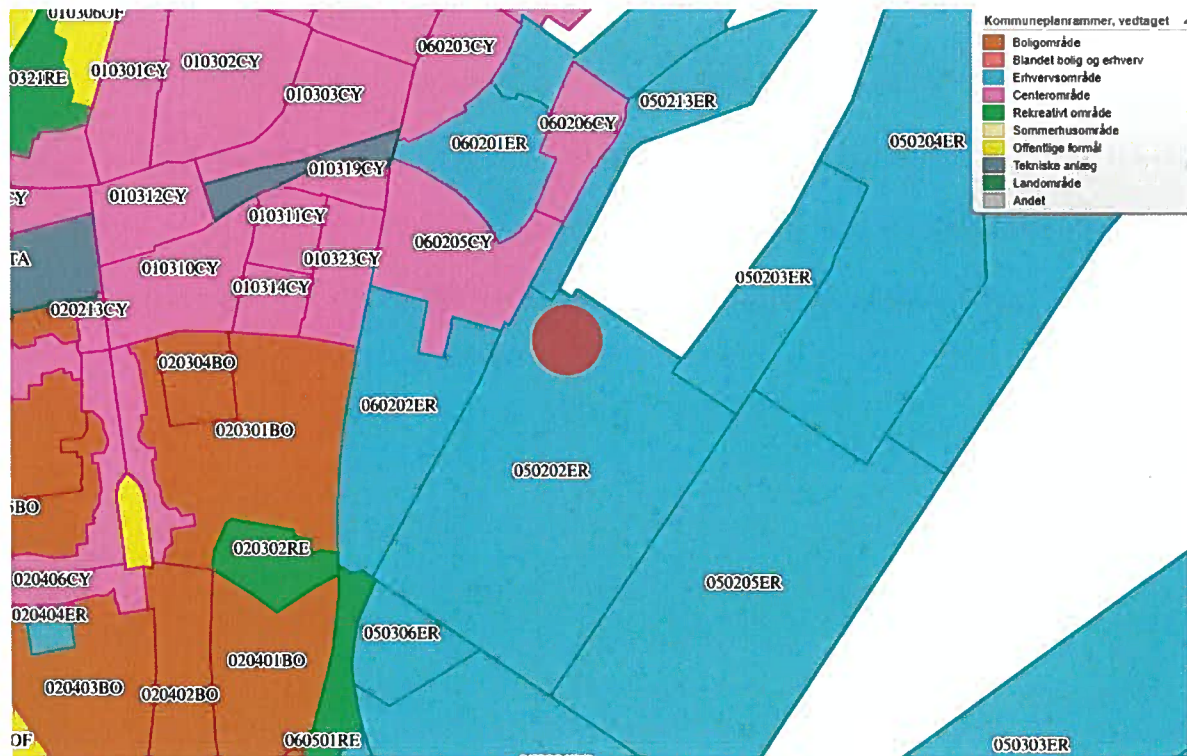 010306OF
0321RE
010301CY
010302CY
010303CY
060203CY
050213ER
060206CY
060201ER
050204ER
010319CY
010312CY
CY
010311CY
060205CY
010323CY
TA
010310CY
050203ER
010314CY
020213CY
020304BO
060202ER
020301BO
050202ER
BO
020302RE
020406CY
050205ER
020404ER
050306ER
020401BO
020403BO
020402BO
OF
060501RE
050303ER
Kommuneplanrammer, vedtaget
Boligområde
Blandet bolig og erhverv
Erhvervsområde
Centerområde
Rekreativt område
Sommerhusområde
Offentlige formål
Tekniske anlæg
Landområde
Andet